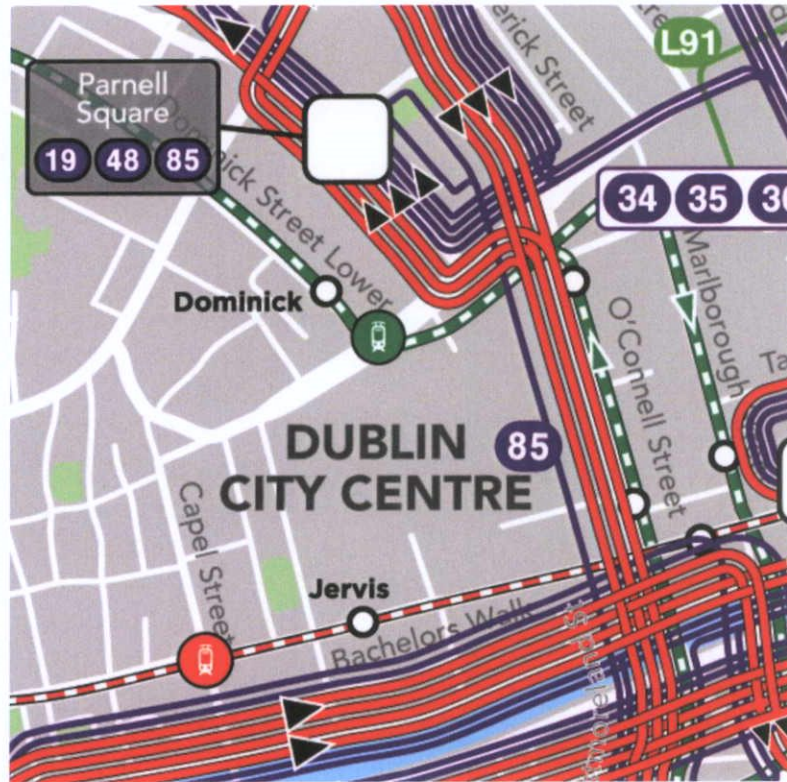 Parnell
Square
19 48 85
erick Street
L91
34 35
Dominick Street Lower
Dominick
Marlborough
O'Connell Street
DUBLIN
CITY CENTRE
85
Capel Street
Jervis
Bachelors Walk